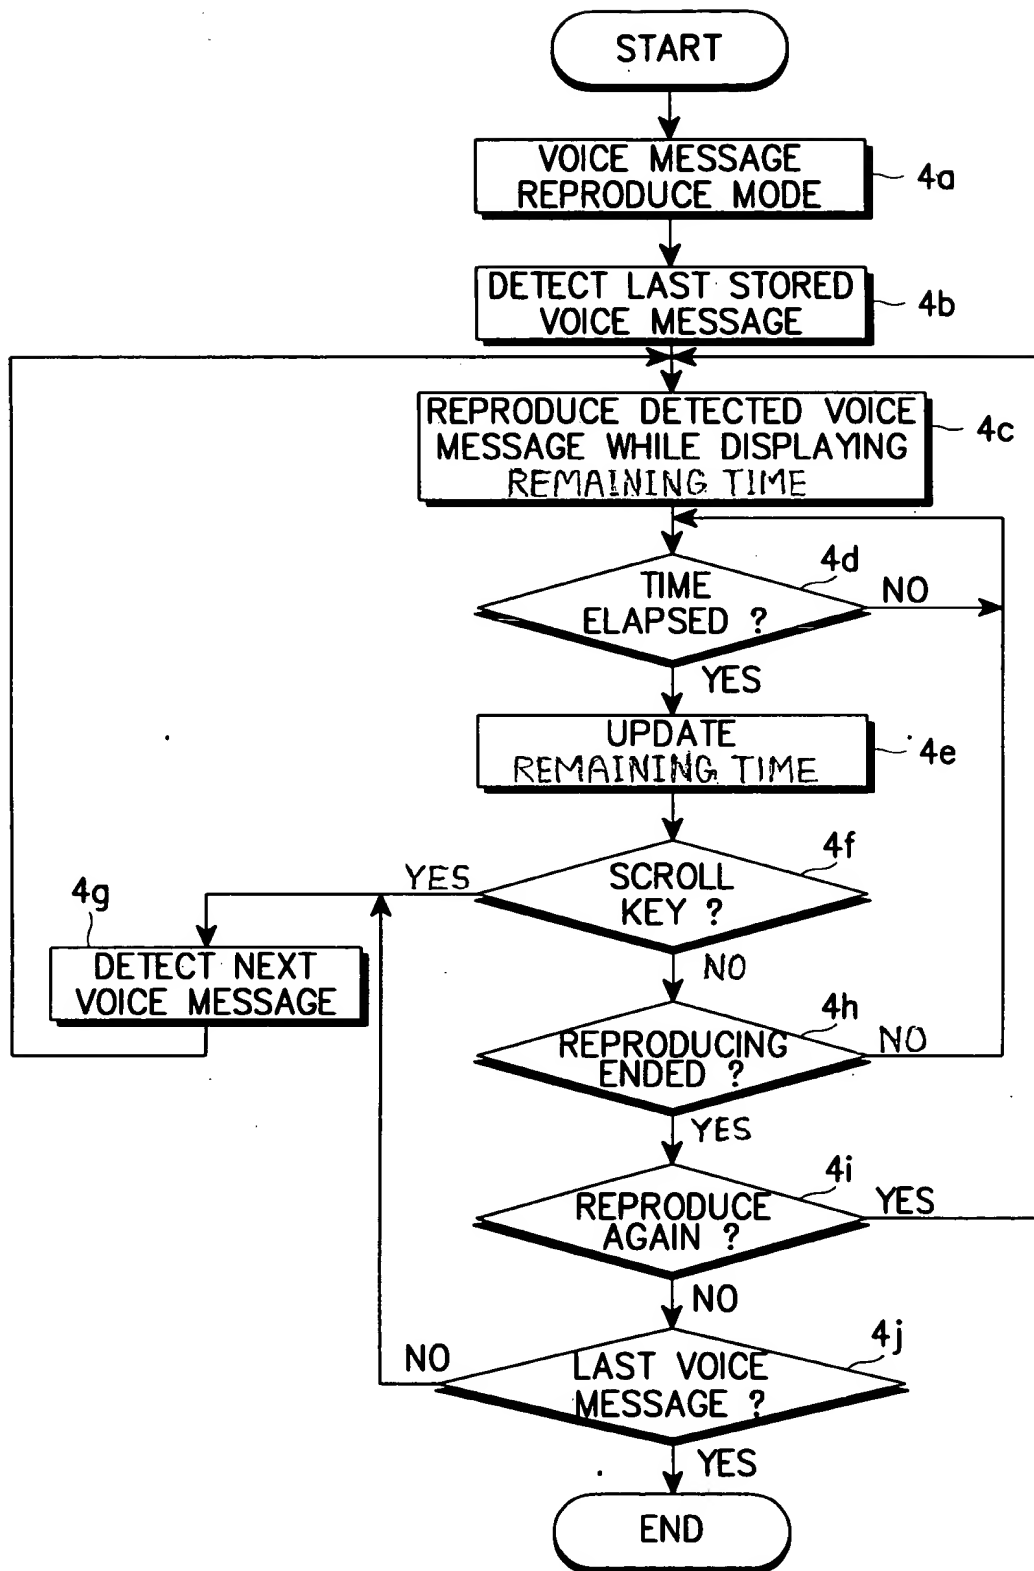 START
VOICE MESSAGE
REPRODUCE MODE
4a
DETECT LAST STORED
VOICE MESSAGE
4b
REPRODUCE DETECTED VOICE
MESSAGE WHILE DISPLAYING
REMAINING TIME
4c
4d
TIME
ELAPSED ?
NO
YES
UPDATE
REMAINING TIME
4e
4f
SCROLL
KEY ?
YES
NO
4g
DETECT NEXT
VOICE MESSAGE
4h
REPRODUCING
ENDED ?
NO
YES
4i
REPRODUCE
AGAIN ?
YES
NO
4j
LAST VOICE
MESSAGE ?
NO
YES
END